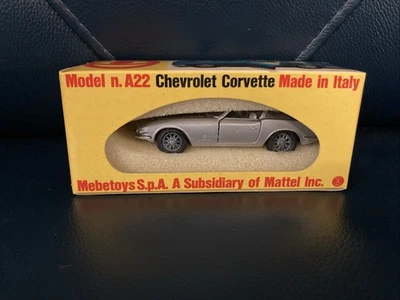 Model n. A22 Chevrolet Corvette Made in Italy
Mebetoys S.p.A. A Subsidiary of Mattel Inc.